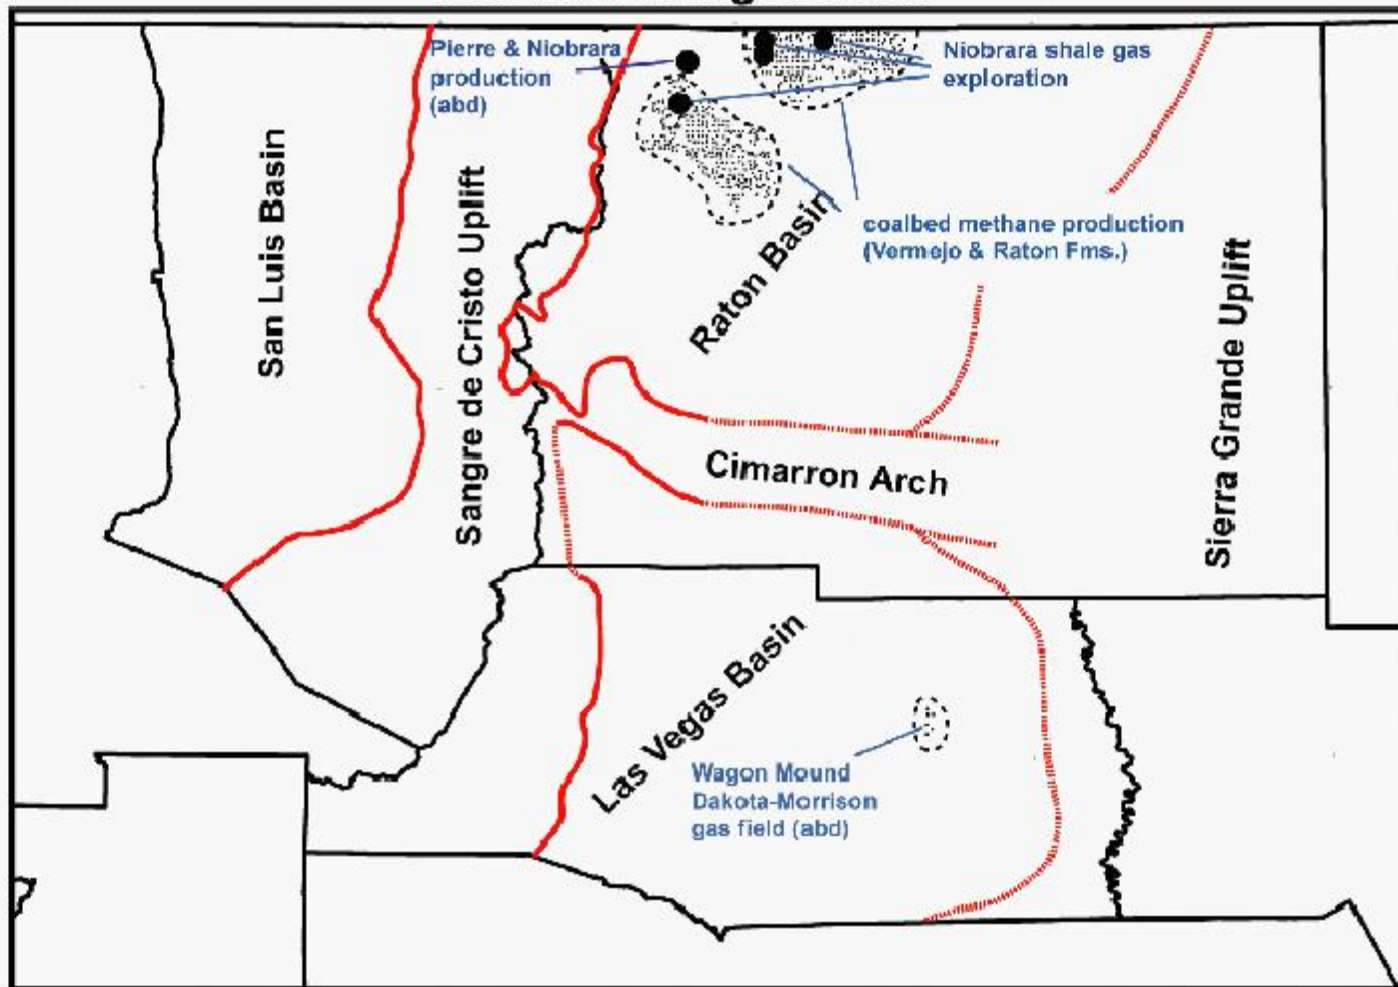 Pierre & Niobrara
production
(abd)
Niobrara shale gas
exploration
San Luis Basin
Sangre de Cristo Uplift
Raton Basin
coalbed methane production
(Vermejo & Raton Fms.)
Sierra Grande Uplift
Cimarron Arch
Las Vegas Basin
Wagon Mound
Dakota-Morrison
gas field (abd)